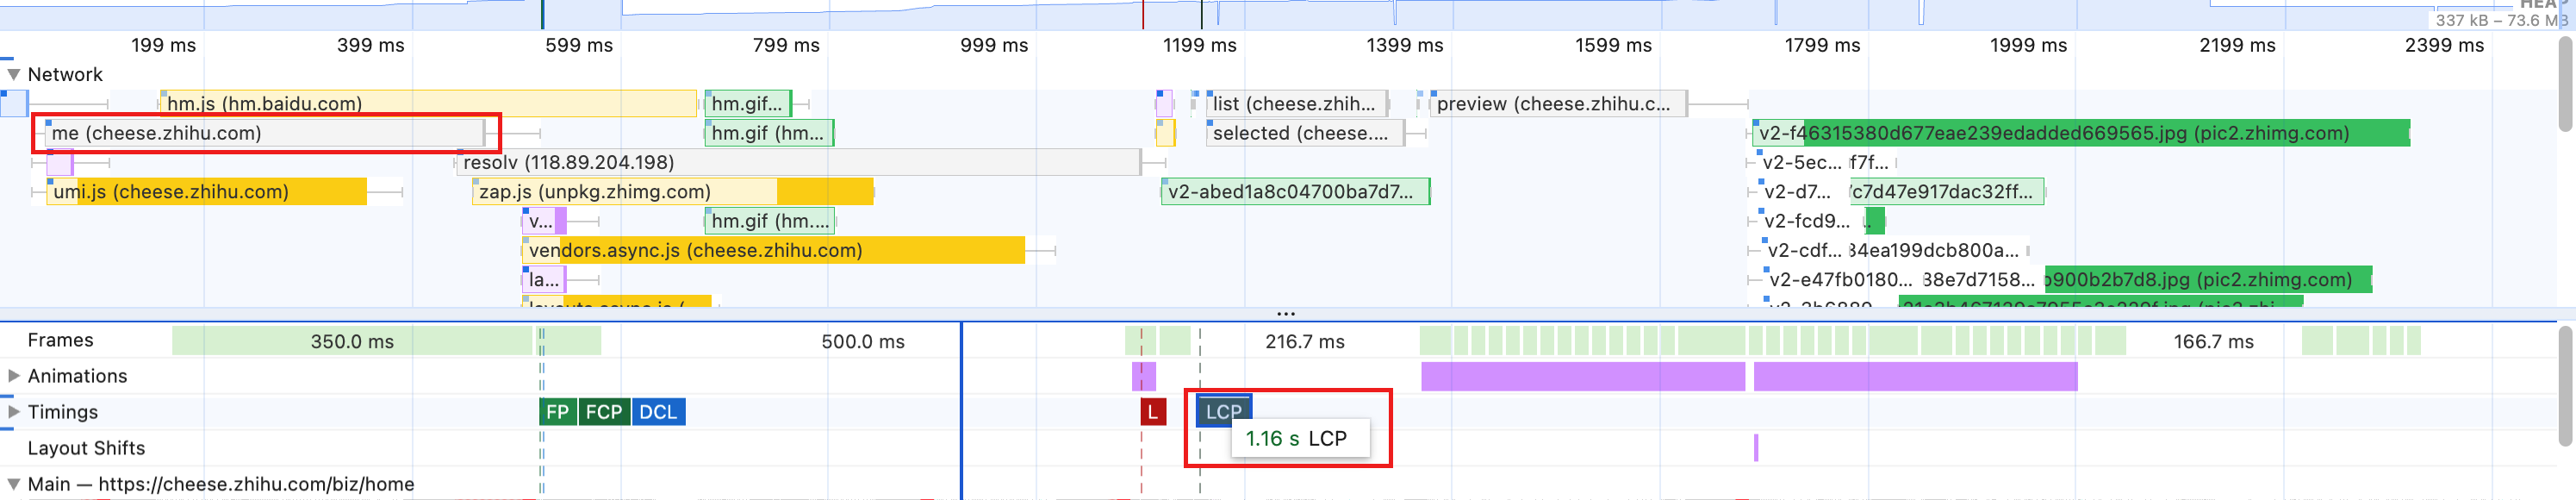 HEAP
337 kB – 73.6 MB
199 ms 399 ms 599 ms 799 ms 999 ms 1199 ms 1399 ms 1599 ms 1799 ms 1999 ms 2199 ms 2399 ms
Network
hm.js (hm.baidu.com) hm.gif... list (cheese.zhih... preview (cheese.zhihu.c...
me (cheese.zhihu.com) hm.gif (hm... selected (cheese.... v2-f46315380d677eae239edadded669565.jpg (pic2.zhimg.com)
resolv (118.89.204.198) v2-5ec... f7f...
umi.js (cheese.zhihu.com) zap.js (unpkg.zhimg.com) v2-abed1a8c04700ba7d7... v2-d7... c7d47e917dac32ff...
v... hm.gif (hm.... v2-fcd9... ..
vendors.async.js (cheese.zhihu.com) v2-cdf... 34ea199dcb800a...
la... v2-e47fb0180... 38e7d7158... b900b2b7d8.jpg (pic2.zhimg.com)
...
Frames 350.0 ms 500.0 ms 216.7 ms 166.7 ms
Animations
Timings FP FCP DCL L LCP
1.16 s LCP
Layout Shifts
Main — https://cheese.zhihu.com/biz/home